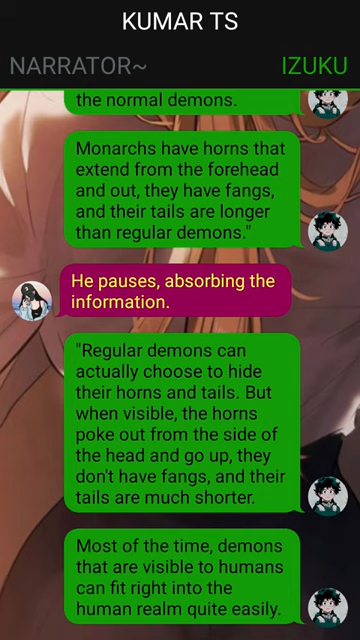 KUMAR TS
NARRATOR~ IZUKU
the normal demons.
Monarchs have horns that
extend from the forehead
and out, they have fangs,
and their tails are longer
than regular demons."
He pauses, absorbing the
information.
"Regular demons can
actually choose to hide
their horns and tails. But
when visible, the horns
poke out from the side of
the head and go up, they
don't have fangs, and their
tails are much shorter.
Most of the time, demons
that are visible to humans
can fit right into the
human realm quite easily.